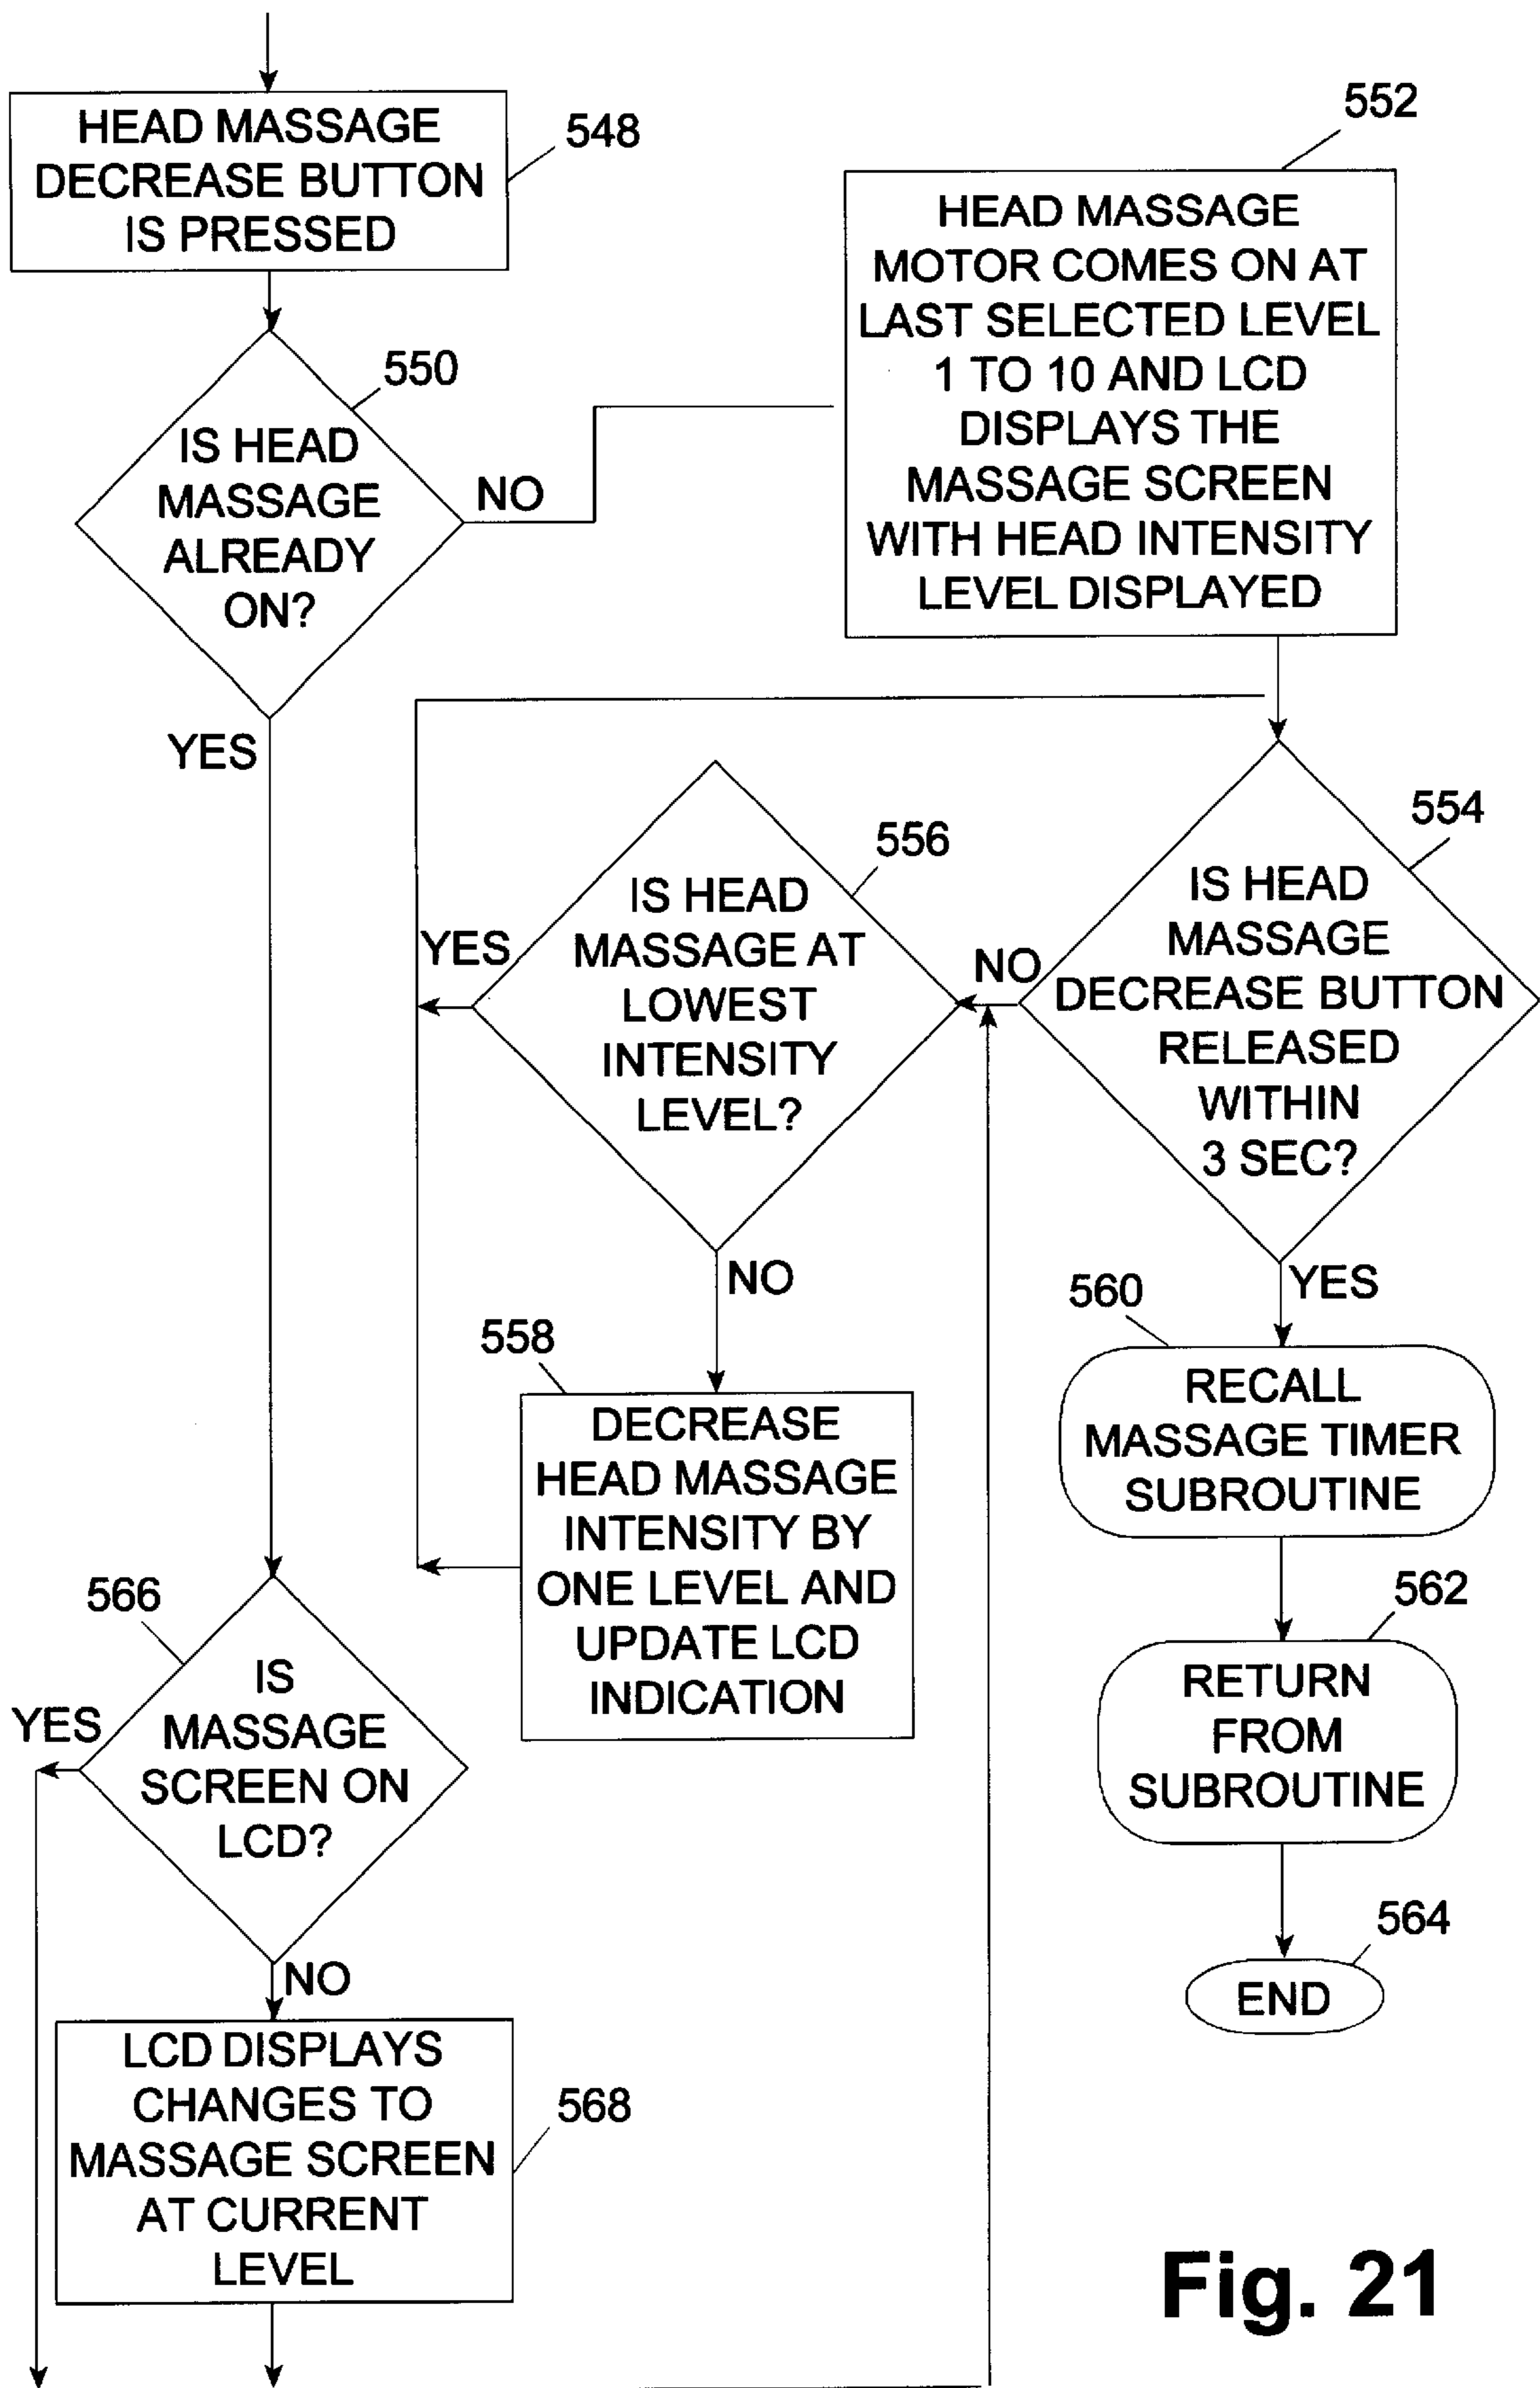 HEAD MASSAGE
DECREASE BUTTON
IS PRESSED
548
552
HEAD MASSAGE
MOTOR COMES ON AT
LAST SELECTED LEVEL
1 TO 10 AND LCD
DISPLAYS THE
MASSAGE SCREEN
WITH HEAD INTENSITY
LEVEL DISPLAYED
550
IS HEAD
MASSAGE
ALREADY
ON?
NO
YES
554
IS HEAD
MASSAGE
DECREASE BUTTON
RELEASED
WITHIN
3 SEC?
NO
YES
556
IS HEAD
MASSAGE AT
LOWEST
INTENSITY
LEVEL?
YES
NO
558
DECREASE
HEAD MASSAGE
INTENSITY BY
ONE LEVEL AND
UPDATE LCD
INDICATION
560
RECALL
MASSAGE TIMER
SUBROUTINE
562
RETURN
FROM
SUBROUTINE
564
END
566
IS
MASSAGE
SCREEN ON
LCD?
YES
NO
LCD DISPLAYS
CHANGES TO
MASSAGE SCREEN
AT CURRENT
LEVEL
568
Fig. 21